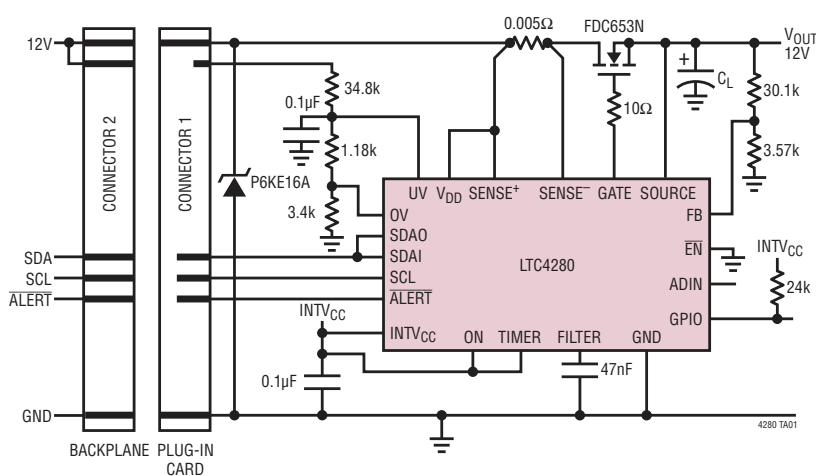 0.005Ω
FDC653N
12V
VOUT
12V
+
CL
34.8k
30.1k
0.1µF
10Ω
CONNECTOR 2
CONNECTOR 1
1.18k
3.57k
P6KE16A
UV VDD SENSE+ SENSE– GATE SOURCE
3.4k
OV
FB
SDAO
SDA
SDAI
EN
INTVCC
LTC4280
SCL
SCL
ADIN
24k
ALERT
ALERT
INTVCC
GPIO
INTVCC
ON TIMER FILTER GND
0.1µF
47nF
GND
4280 TA01
BACKPLANE PLUG-IN
CARD